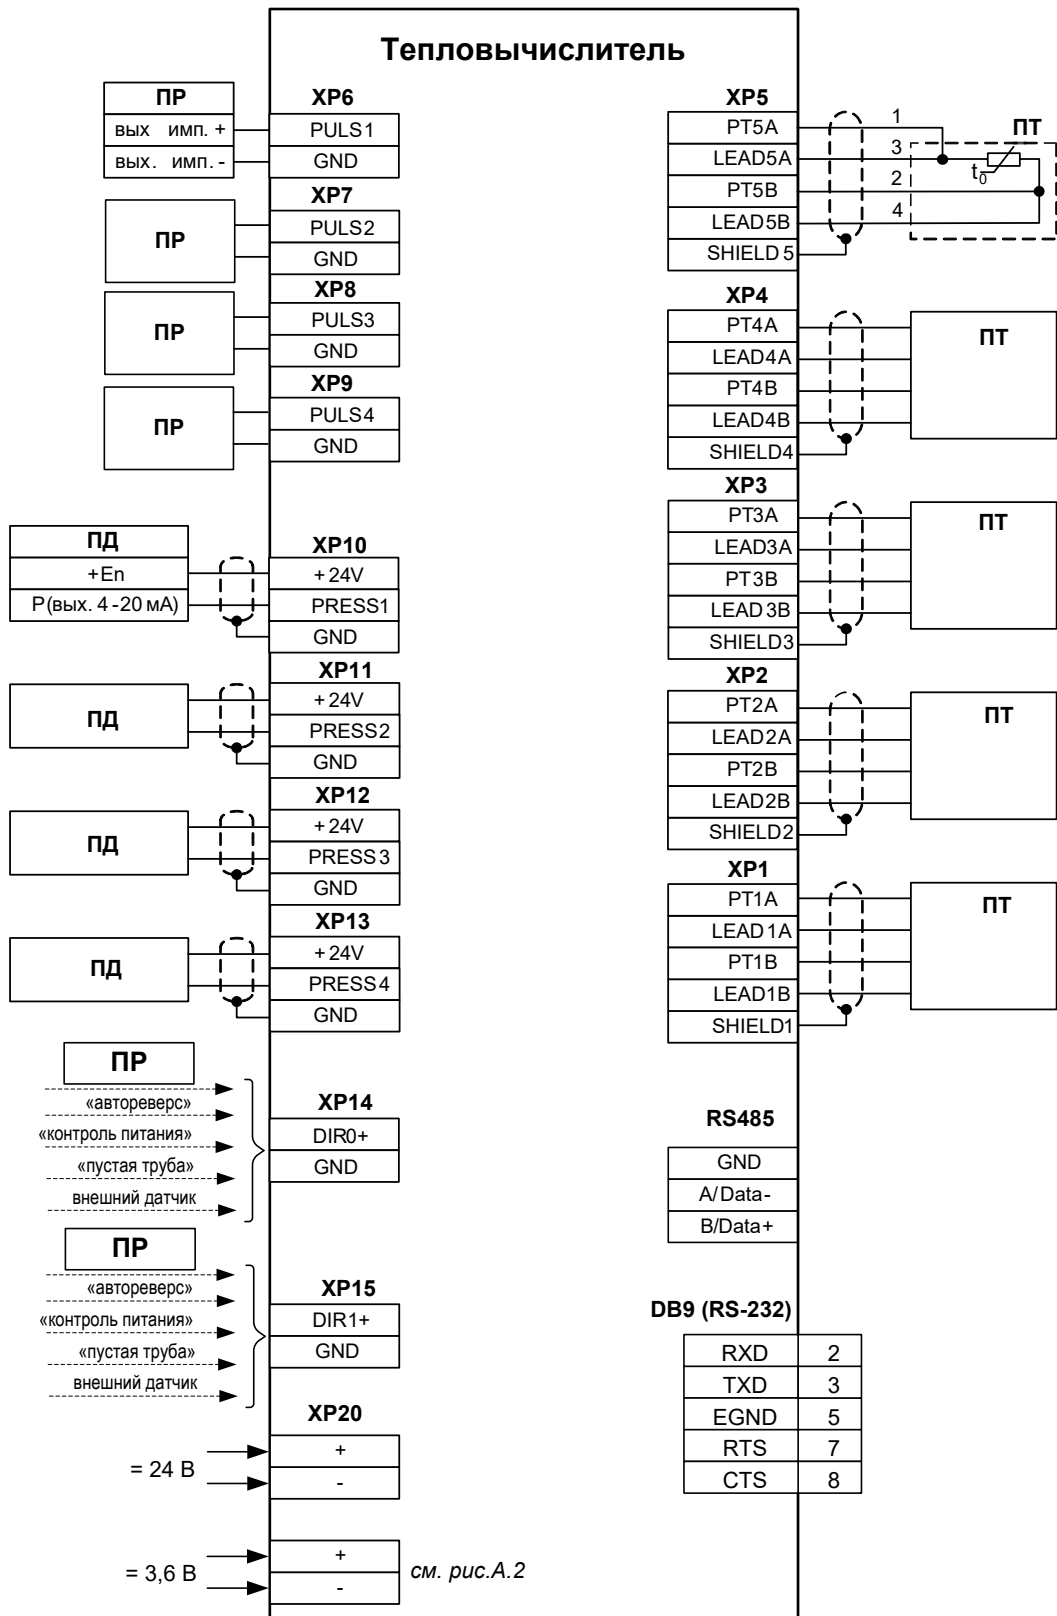 Тепловычислитель
ПР
вых имп. +
вых. имп. -
XP6
PULS1
GND
ПР
XP7
PULS2
GND
ПР
XP8
PULS3
GND
ПР
XP9
PULS4
GND
ПД
+En
P(вых. 4-20 мА)
XP10
+24V
PRESS1
GND
ПД
XP11
+24V
PRESS2
GND
ПД
XP12
+24V
PRESS3
GND
ПД
XP13
+24V
PRESS4
GND
ПР
«автореверс»
«контроль питания»
«пустая труба»
внешний датчик
XP14
DIR0+
GND
ПР
«автореверс»
«контроль питания»
«пустая труба»
внешний датчик
XP15
DIR1+
GND
XP20
= 24 В
+
-
= 3,6 В
+
-
см. рис.А.2
XP5
PT5A
LEAD5A
PT5B
LEAD5B
SHIELD5
1
3
2
4
ПТ
t0
XP4
PT4A
LEAD4A
PT4B
LEAD4B
SHIELD4
ПТ
XP3
PT3A
LEAD3A
PT3B
LEAD3B
SHIELD3
ПТ
XP2
PT2A
LEAD2A
PT2B
LEAD2B
SHIELD2
ПТ
XP1
PT1A
LEAD1A
PT1B
LEAD1B
SHIELD1
ПТ
RS485
GND
A/Data-
B/Data+
DB9 (RS-232)
RXD 2
TXD 3
EGND 5
RTS 7
CTS 8